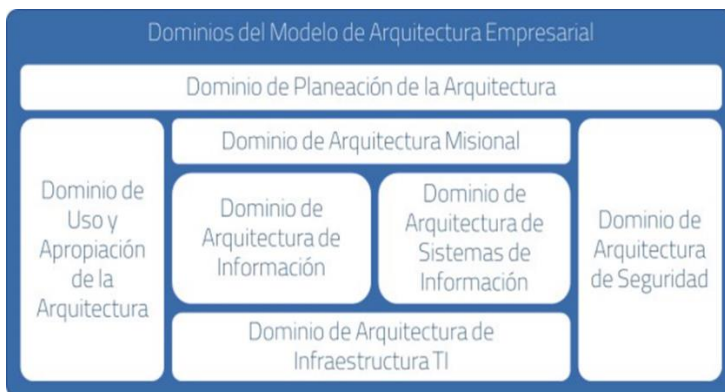 Dominios del Modelo de Arquitectura Empresarial
Dominio de Planeación de la Arquitectura
Dominio de
Uso y
Apropiación
de la
Arquitectura
Dominio de Arquitectura Misional
Dominio de
Arquitectura de
Información
Dominio de
Arquitectura de
Sistemas de
Información
Dominio de Arquitectura de
Infraestructura TI
Dominio de
Arquitectura
de Seguridad